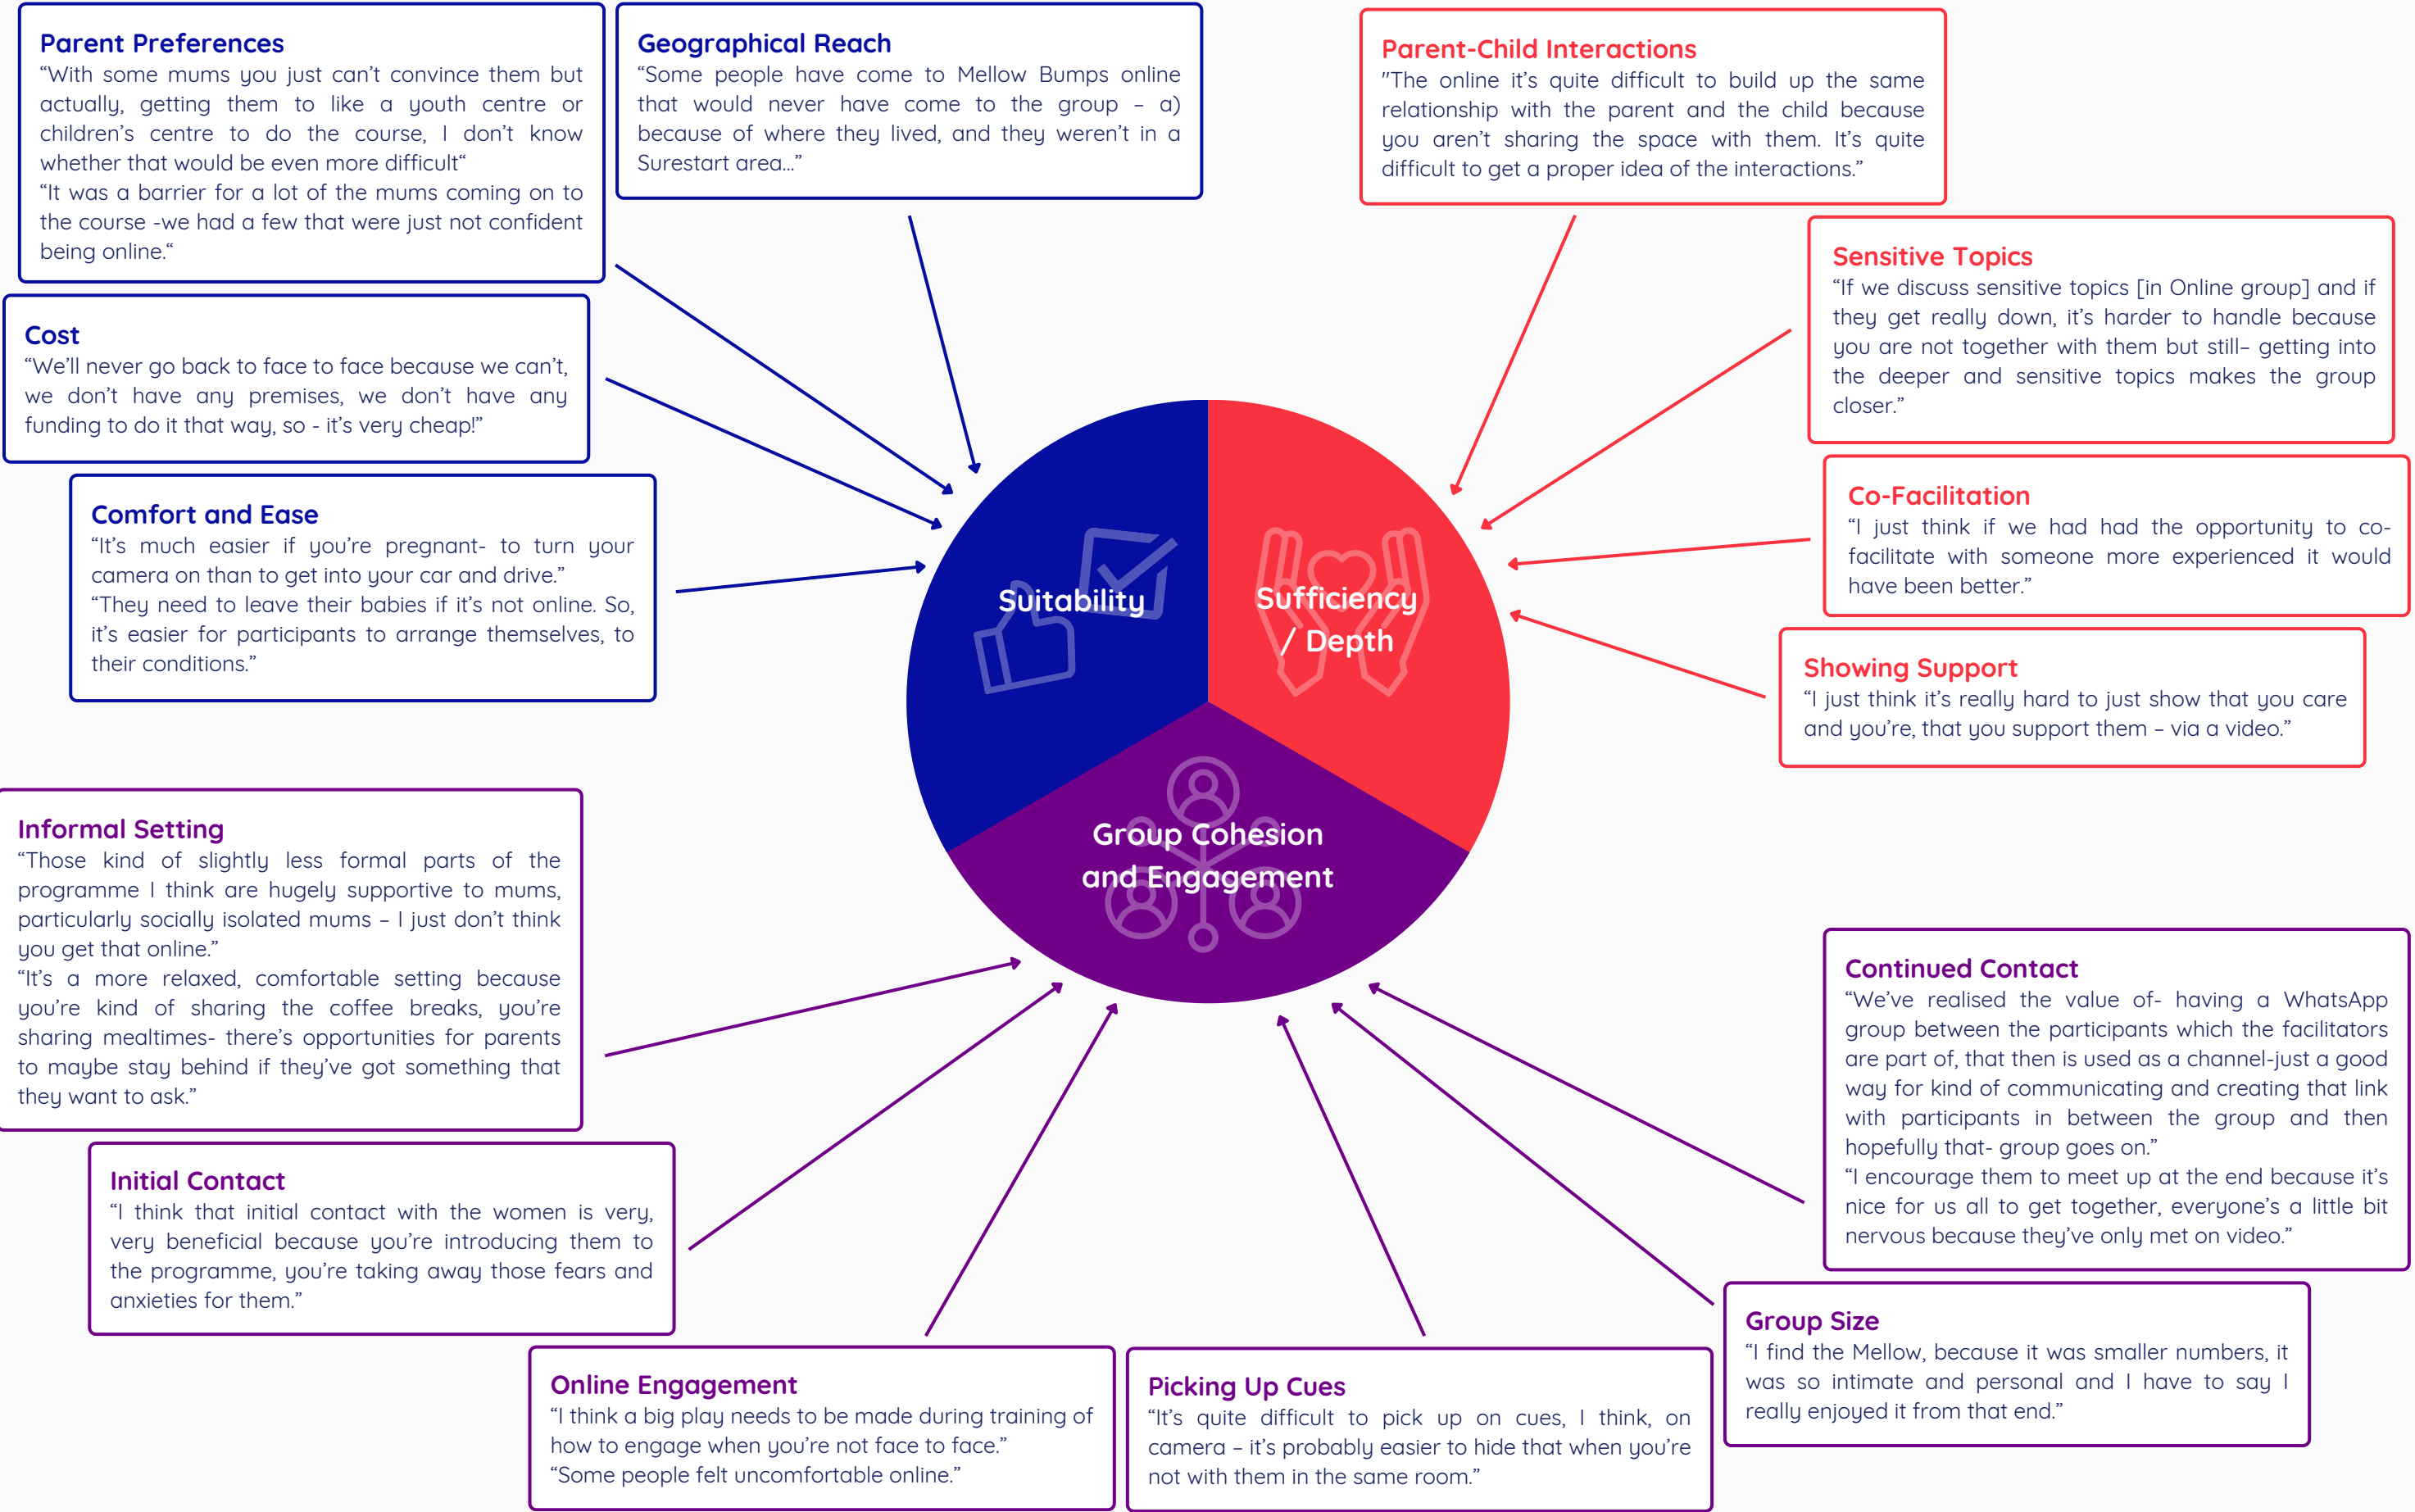 Parent Preferences
“With some mums you just can’t convince them but
actually, getting them to like a youth centre or
children’s centre to do the course, I don’t know
whether that would be even more difficult“
“It was a barrier for a lot of the mums coming on to
the course -we had a few that were just not confident
being online.“
Geographical Reach
“Some people have come to Mellow Bumps online
that would never have come to the group – a)
because of where they lived, and they weren’t in a
Surestart area...”
Parent-Child Interactions
"The online it’s quite difficult to build up the same
relationship with the parent and the child because
you aren’t sharing the space with them. It’s quite
difficult to get a proper idea of the interactions.”
Sensitive Topics
“If we discuss sensitive topics [in Online group] and if
they get really down, it’s harder to handle because
you are not together with them but still– getting into
the deeper and sensitive topics makes the group
closer.”
Cost
“We’ll never go back to face to face because we can’t,
we don’t have any premises, we don’t have any
funding to do it that way, so - it’s very cheap!”
Co-Facilitation
“I just think if we had had the opportunity to co-
facilitate with someone more experienced it would
have been better.”
Comfort and Ease
“It’s much easier if you’re pregnant- to turn your
camera on than to get into your car and drive.”
“They need to leave their babies if it’s not online. So,
it’s easier for participants to arrange themselves, to
their conditions.”
Suitability
Sufficiency
/ Depth
Showing Support
“I just think it’s really hard to just show that you care
and you’re, that you support them – via a video.”
Group Cohesion
and Engagement
Informal Setting
“Those kind of slightly less formal parts of the
programme I think are hugely supportive to mums,
particularly socially isolated mums – I just don’t think
you get that online.”
“It’s a more relaxed, comfortable setting because
you’re kind of sharing the coffee breaks, you’re
sharing mealtimes- there’s opportunities for parents
to maybe stay behind if they’ve got something that
they want to ask.”
Continued Contact
“We’ve realised the value of- having a WhatsApp
group between the participants which the facilitators
are part of, that then is used as a channel-just a good
way for kind of communicating and creating that link
with participants in between the group and then
hopefully that- group goes on.”
“I encourage them to meet up at the end because it’s
nice for us all to get together, everyone’s a little bit
nervous because they’ve only met on video.”
Initial Contact
“I think that initial contact with the women is very,
very beneficial because you’re introducing them to
the programme, you’re taking away those fears and
anxieties for them.”
Group Size
“I find the Mellow, because it was smaller numbers, it
was so intimate and personal and I have to say I
really enjoyed it from that end.”
Online Engagement
“I think a big play needs to be made during training of
how to engage when you’re not face to face.”
“Some people felt uncomfortable online.”
Picking Up Cues
“It’s quite difficult to pick up on cues, I think, on
camera – it’s probably easier to hide that when you’re
not with them in the same room.”